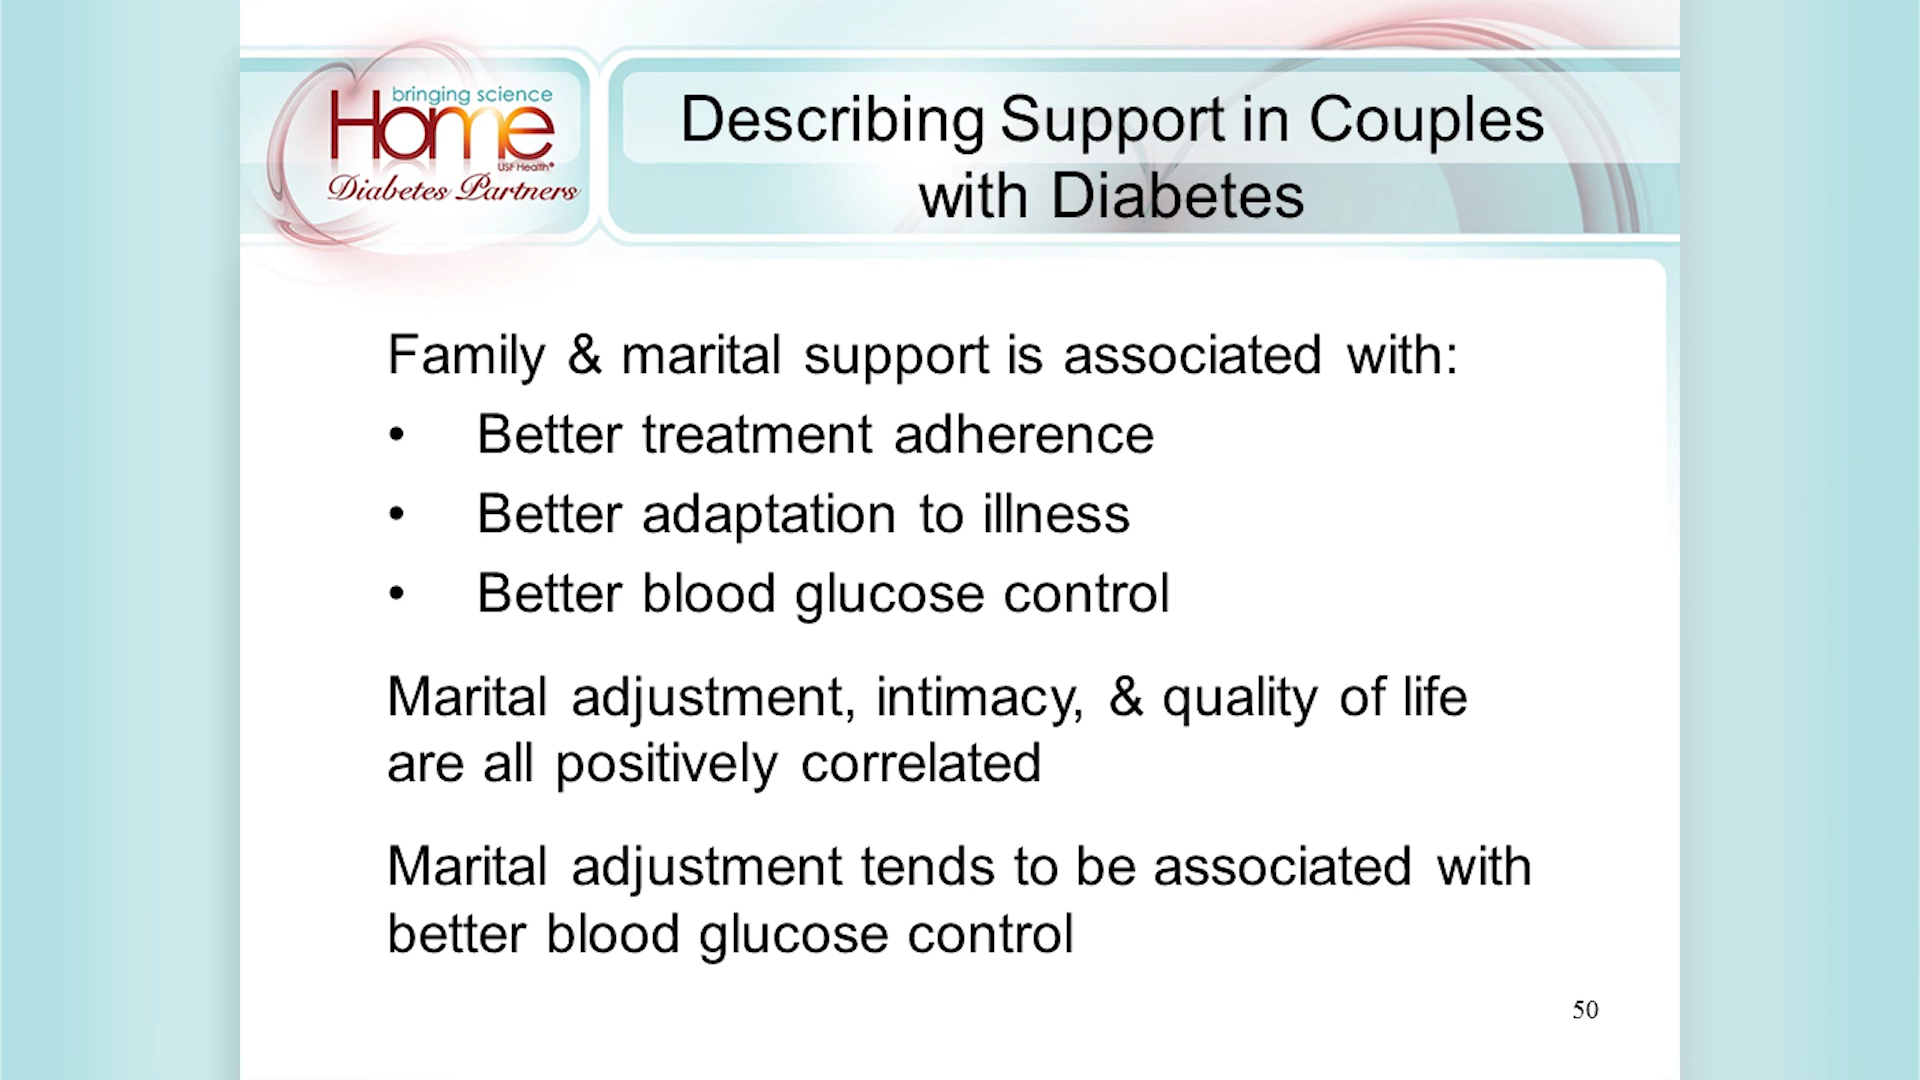 bringing science
Home
USF Health®
Diabetes Partners
Describing Support in Couples
with Diabetes
Family & marital support is associated with:
• Better treatment adherence
• Better adaptation to illness
• Better blood glucose control
Marital adjustment, intimacy, & quality of life
are all positively correlated
Marital adjustment tends to be associated with
better blood glucose control
50